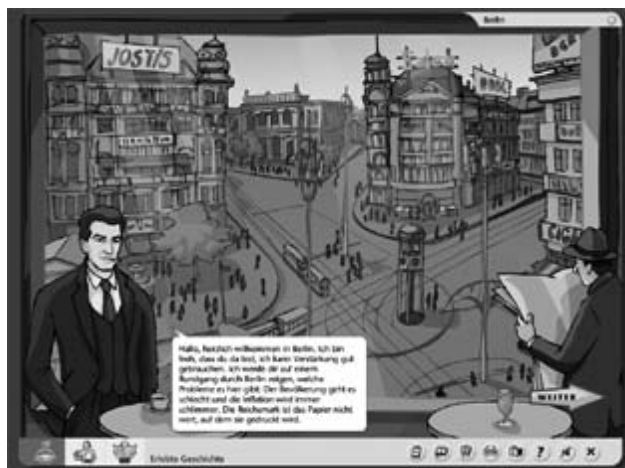 Berlin
JOSTI'S
Hallo, herzlich willkommen in Berlin. Ich bin
froh, dass du da bist, ich kann Verstärkung gut
gebrauchen. Ich werde dir auf einem
Rundgang durch Berlin zeigen, welche
Probleme es hier gibt. Der Bevölkerung geht es
schlecht und die Inflation wird immer
schlimmer. Die Reichsmark ist das Papier nicht
wert, auf dem sie gedruckt wird.
WEITER
Erlebte Geschichte
?